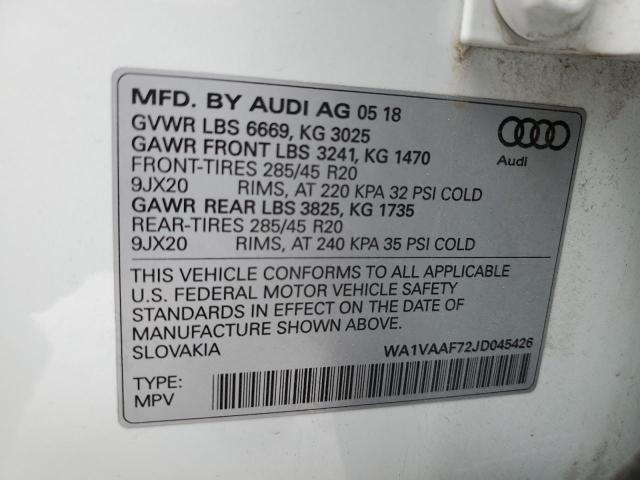 MFD. BY AUDI AG 05 18
GVWR LBS 6669, KG 3025
GAWR FRONT LBS 3241, KG 1470
FRONT-TIRES 285/45 R20
9JX20 RIMS, AT 220 KPA 32 PSI COLD
GAWR REAR LBS 3825, KG 1735
REAR-TIRES 285/45 R20
9JX20 RIMS, AT 240 KPA 35 PSI COLD
Audi
THIS VEHICLE CONFORMS TO ALL APPLICABLE
U.S. FEDERAL MOTOR VEHICLE SAFETY
STANDARDS IN EFFECT ON THE DATE OF
MANUFACTURE SHOWN ABOVE.
SLOVAKIA WA1VAAF72JD045426
TYPE:
MPV